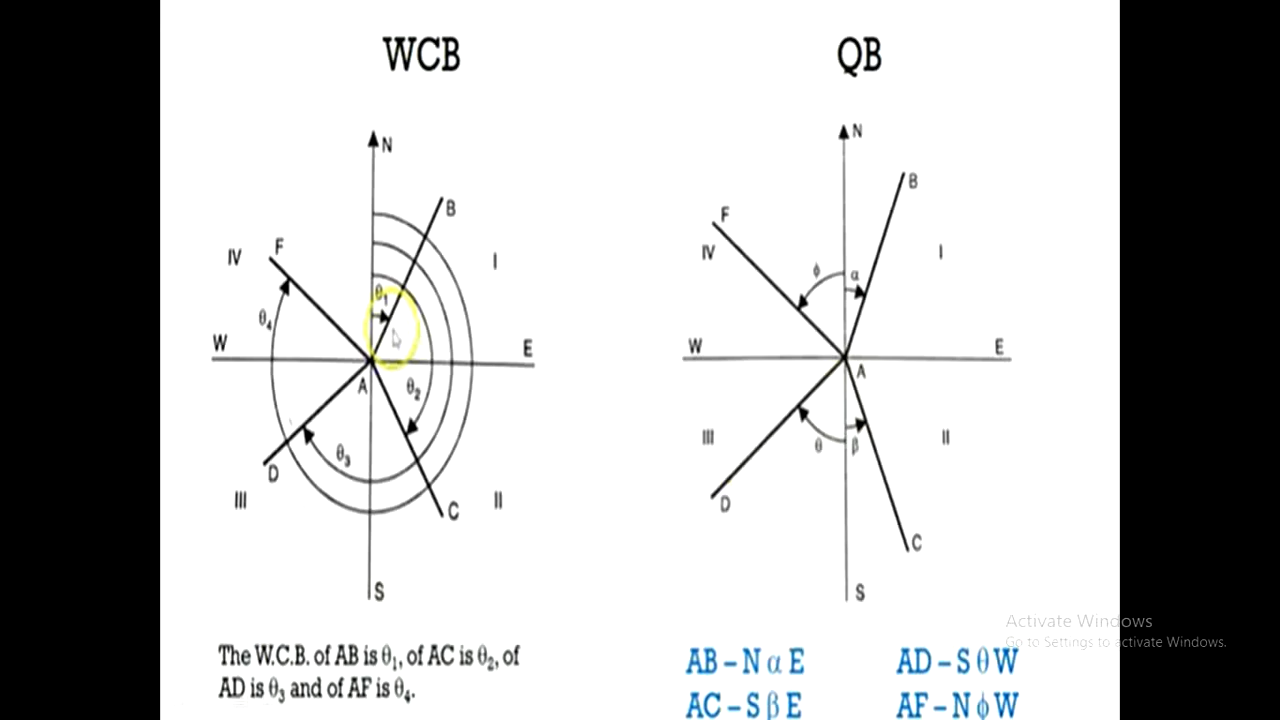 WCB
QB
N
B
I
IV
F
θ1
θ4
W
E
A
θ2
θ3
D
III
C
II
S
N
B
F
IV
I
ϕ
α
W
E
A
III
II
θ
β
D
C
S
The W.C.B. of AB is θ1, of AC is θ2, of
AD is θ3 and of AF is θ4.
AB – N α E
AD – S θ W
AC – S β E
AF – N ϕ W
Activate Windows
Go to Settings to activate Windows.